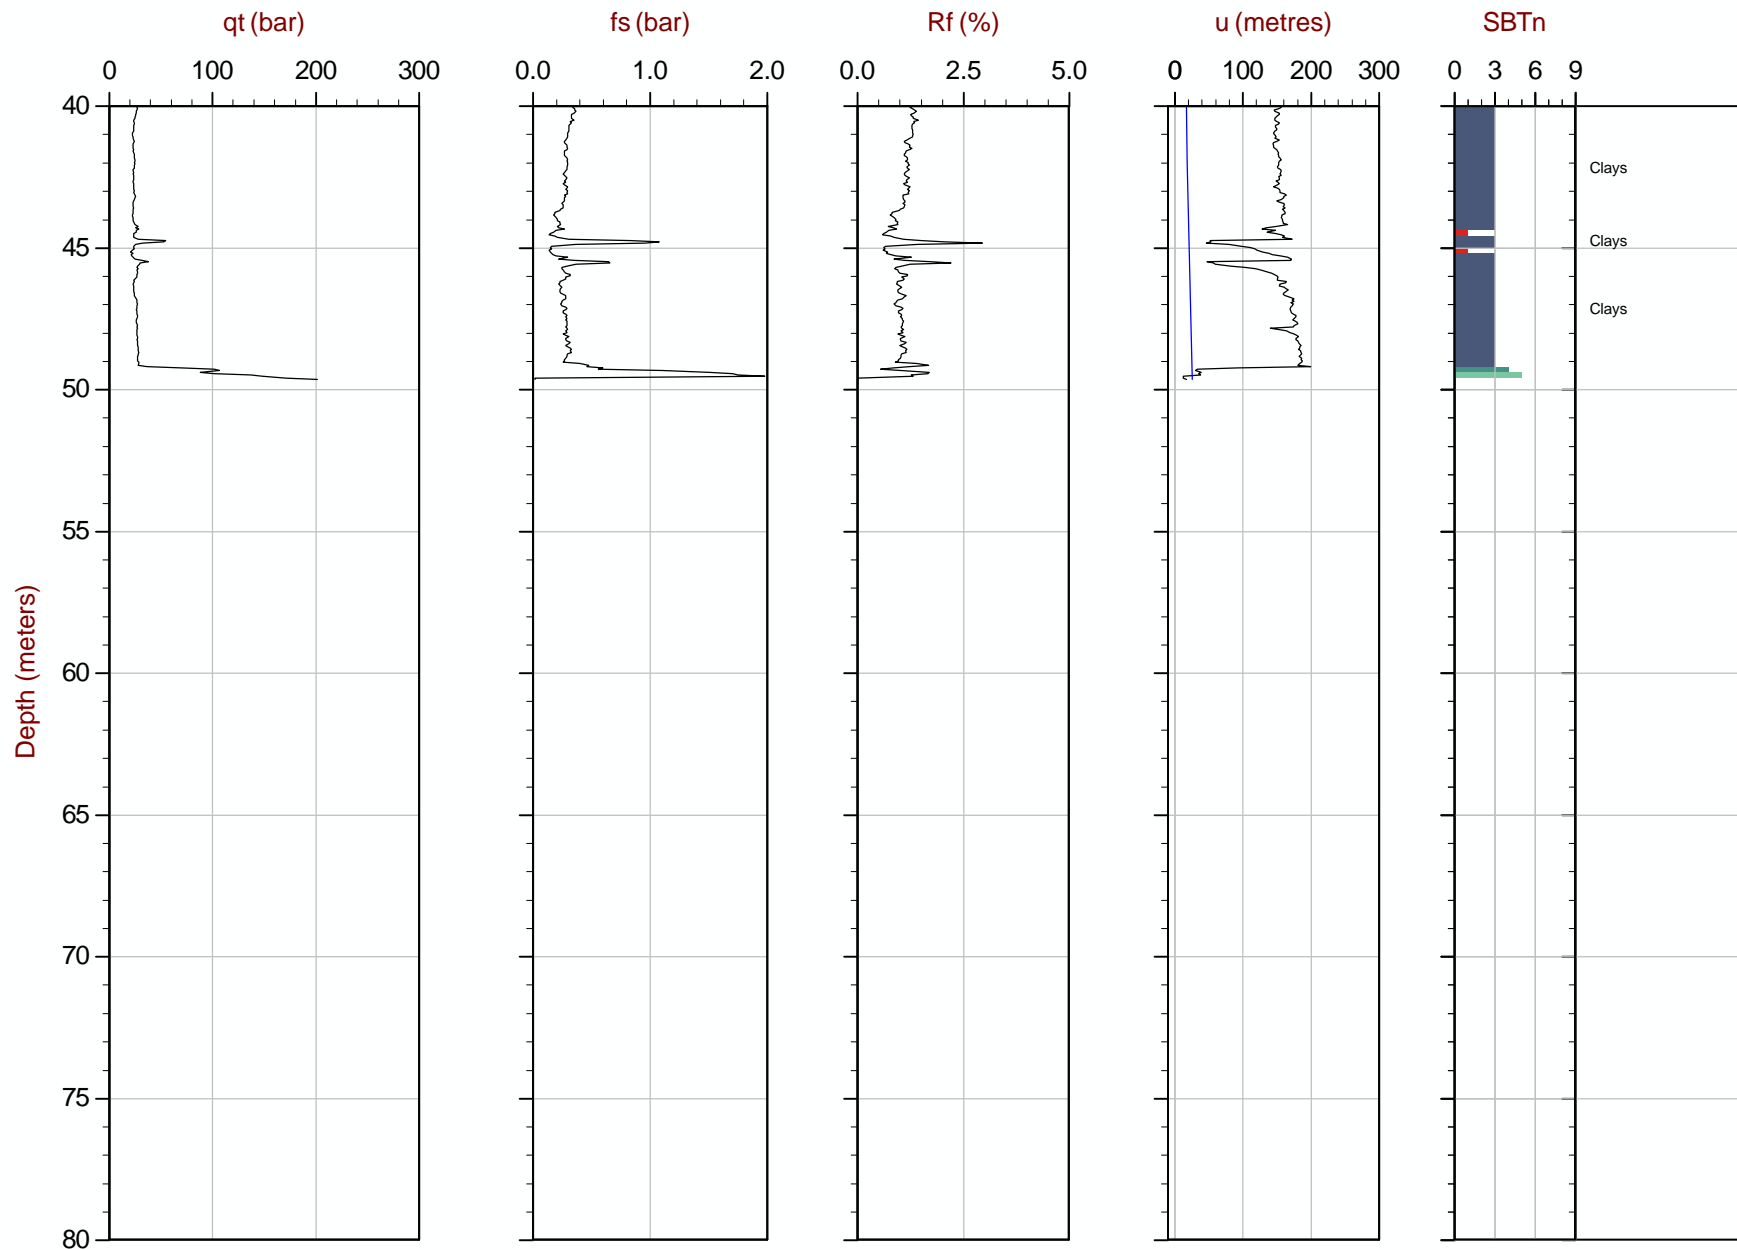 qt (bar) fs (bar) Rf (%) u (metres) SBTn
0 100 200 300 0.0 1.0 2.0 0.0 2.5 5.0 0 100 200 300 0 3 6 9
40
Clays
Clays
45
Clays
50
55
Depth (meters)
60
65
70
75
80